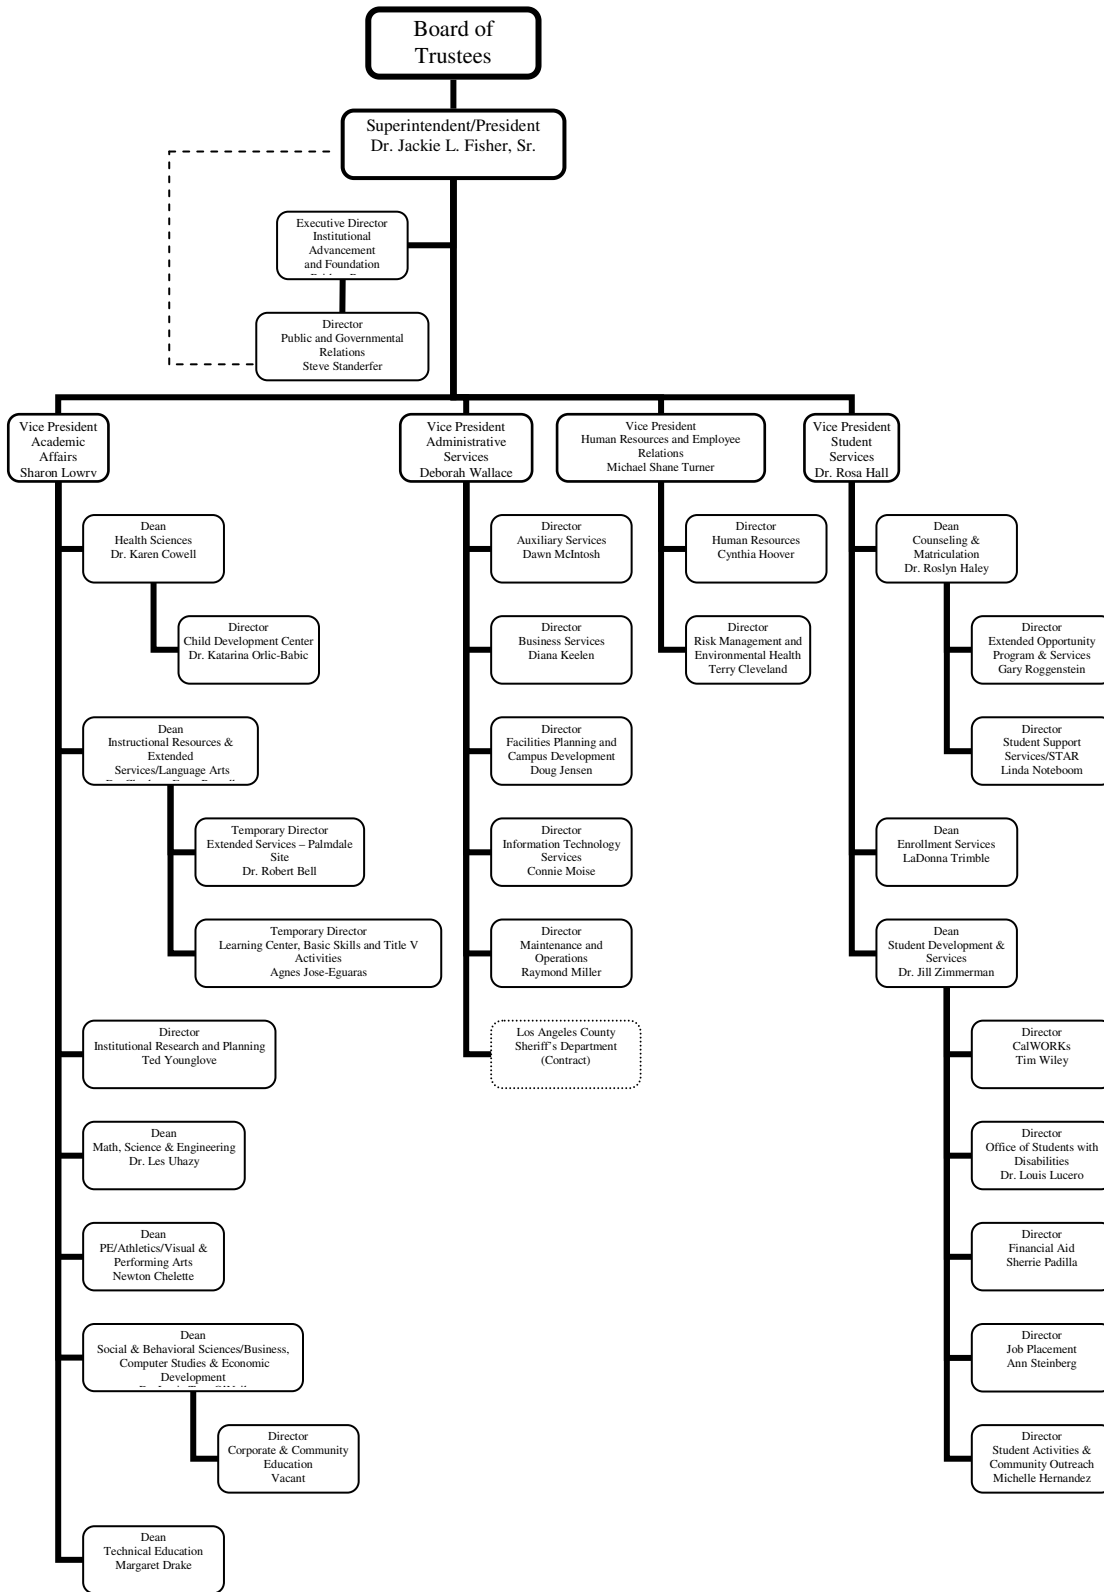 Board of
Trustees
Superintendent/President
Dr. Jackie L. Fisher, Sr.
Executive Director
Institutional
Advancement
and Foundation
Director
Public and Governmental
Relations
Steve Standerfer
Vice President
Academic
Affairs
Sharon Lowry
Vice President
Administrative
Services
Deborah Wallace
Vice President
Human Resources and Employee
Relations
Michael Shane Turner
Vice President
Student
Services
Dr. Rosa Hall
Dean
Health Sciences
Dr. Karen Cowell
Director
Child Development Center
Dr. Katarina Orlic-Babic
Dean
Instructional Resources &
Extended
Services/Language Arts
Temporary Director
Extended Services – Palmdale
Site
Dr. Robert Bell
Temporary Director
Learning Center, Basic Skills and Title V
Activities
Agnes Jose-Eguaras
Director
Institutional Research and Planning
Ted Younglove
Dean
Math, Science & Engineering
Dr. Les Uhazy
Dean
PE/Athletics/Visual &
Performing Arts
Newton Chelette
Dean
Social & Behavioral Sciences/Business,
Computer Studies & Economic
Development
Director
Corporate & Community
Education
Vacant
Dean
Technical Education
Margaret Drake
Director
Auxiliary Services
Dawn McIntosh
Director
Business Services
Diana Keelen
Director
Facilities Planning and
Campus Development
Doug Jensen
Director
Information Technology
Services
Connie Moise
Director
Maintenance and
Operations
Raymond Miller
Los Angeles County
Sheriff's Department
(Contract)
Director
Human Resources
Cynthia Hoover
Director
Risk Management and
Environmental Health
Terry Cleveland
Dean
Counseling &
Matriculation
Dr. Roslyn Haley
Director
Extended Opportunity
Program & Services
Gary Roggenstein
Director
Student Support
Services/STAR
Linda Noteboom
Dean
Enrollment Services
LaDonna Trimble
Dean
Student Development &
Services
Dr. Jill Zimmerman
Director
CalWORKs
Tim Wiley
Director
Office of Students with
Disabilities
Dr. Louis Lucero
Director
Financial Aid
Sherrie Padilla
Director
Job Placement
Ann Steinberg
Director
Student Activities &
Community Outreach
Michelle Hernandez